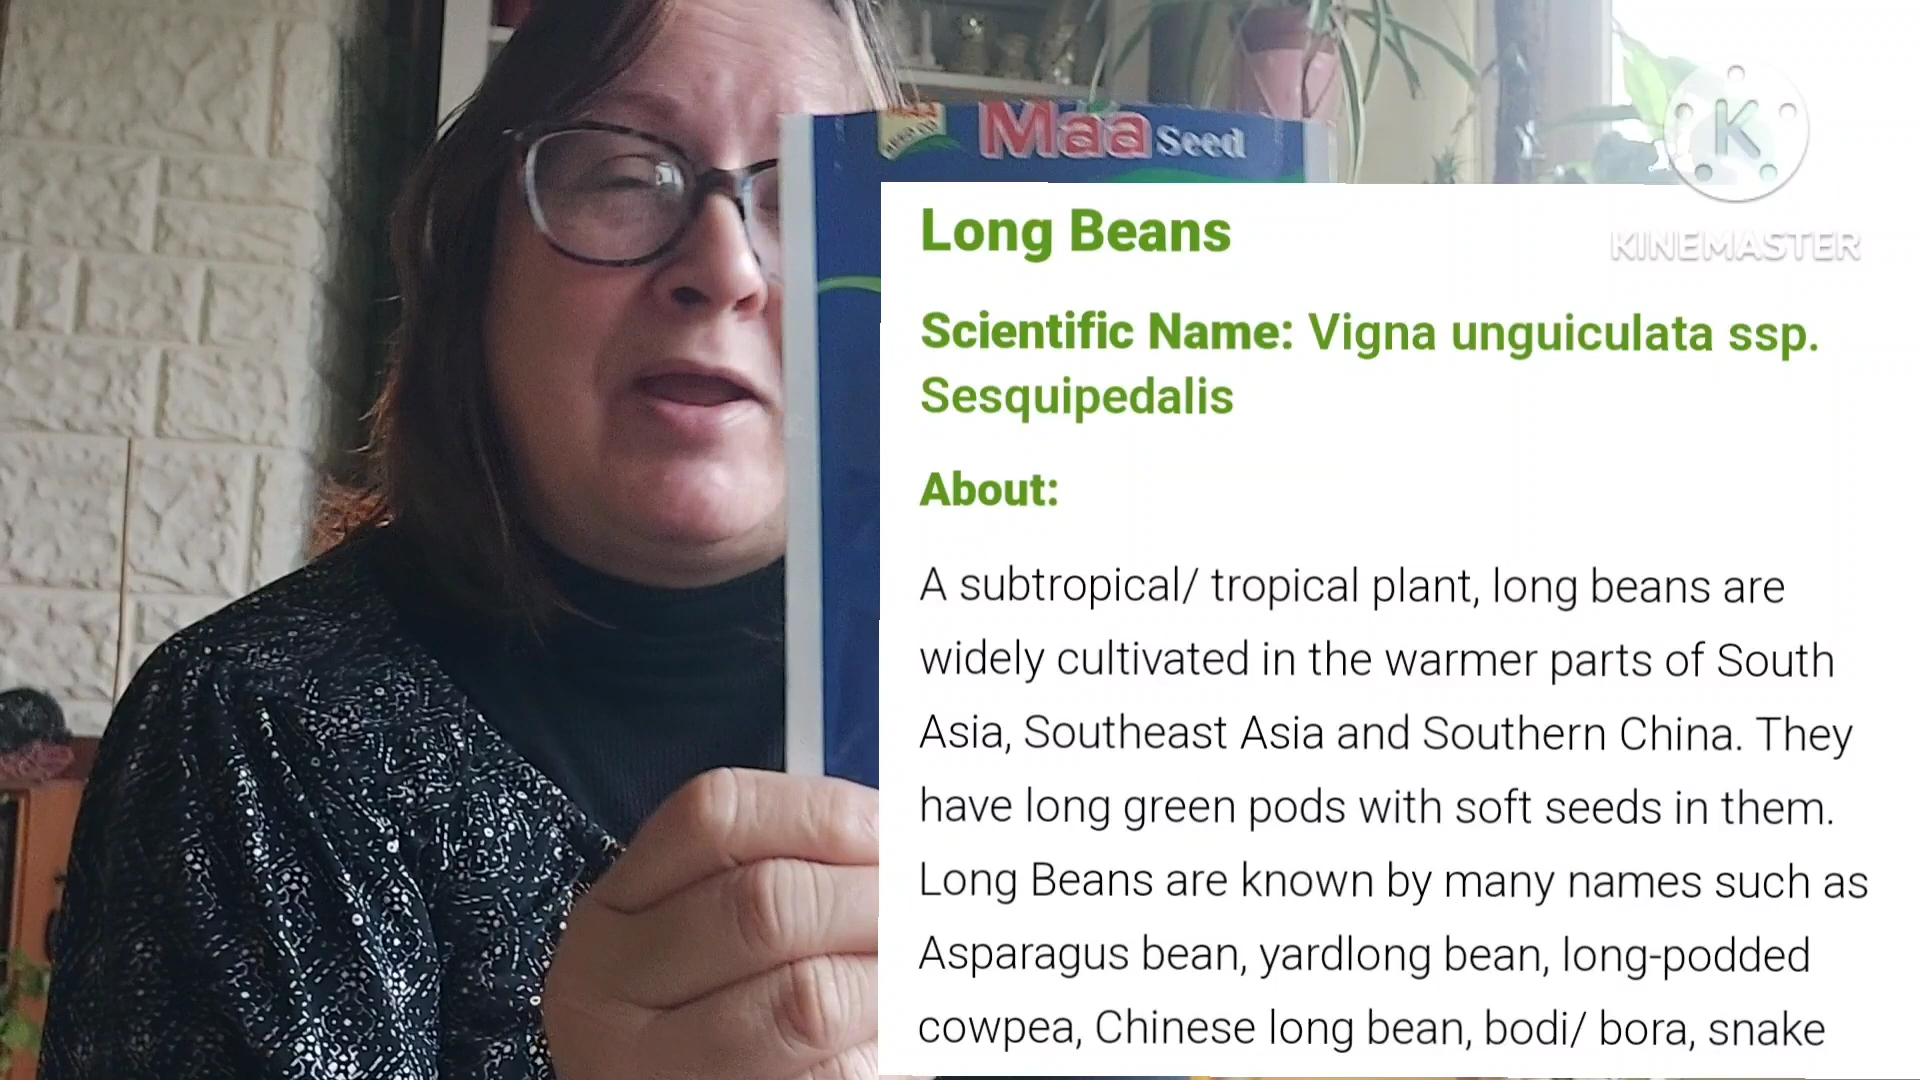 Maa Seed
K
KINEMASTER
Long Beans
Scientific Name: Vigna unguiculata ssp.
Sesquipedalis
About:
A subtropical/ tropical plant, long beans are
widely cultivated in the warmer parts of South
Asia, Southeast Asia and Southern China. They
have long green pods with soft seeds in them.
Long Beans are known by many names such as
Asparagus bean, yardlong bean, long-podded
cowpea, Chinese long bean, bodi/ bora, snake